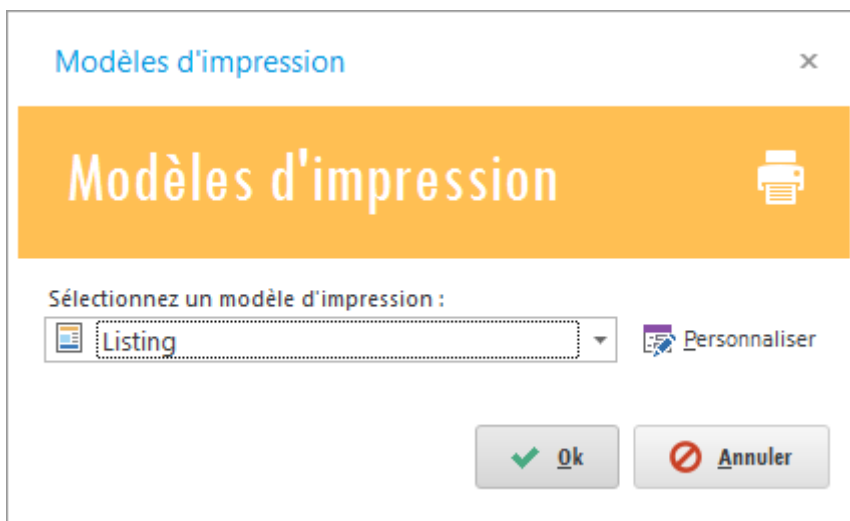 Modèles d'impression
Modèles d'impression
Sélectionnez un modèle d'impression :
Listing
Personnaliser
Ok
Annuler